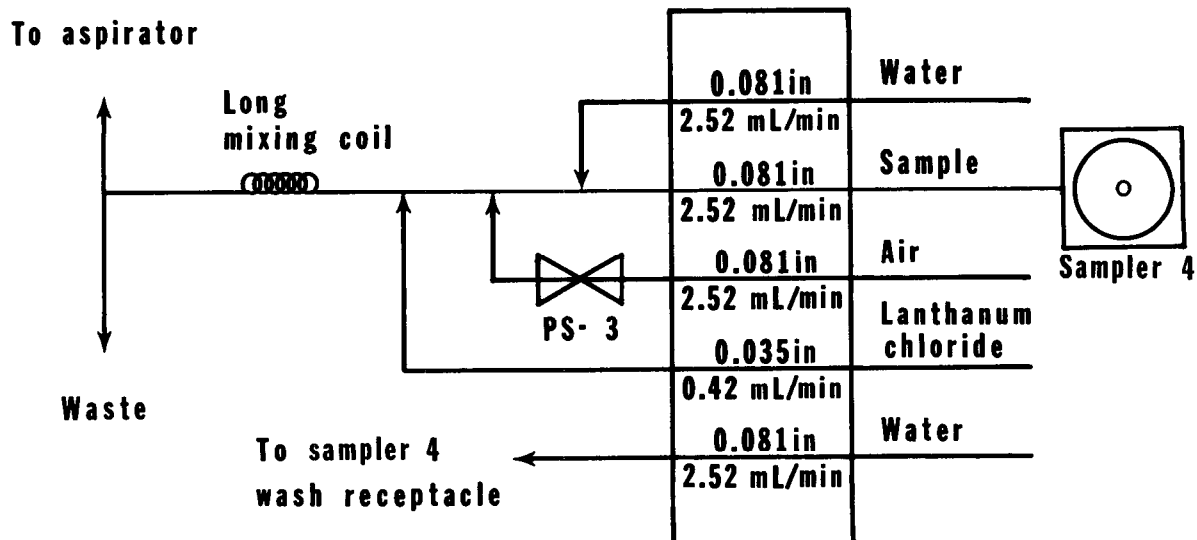 To aspirator
Long
mixing coil
0.081in
Water
2.52 mL/min
0.081in
Sample
2.52 mL/min
0.081in
Air
Sampler 4
2.52 mL/min
PS- 3
Lanthanum
chloride
0.035in
0.42 mL/min
Waste
0.081in
Water
2.52 mL/min
To sampler 4
wash receptacle